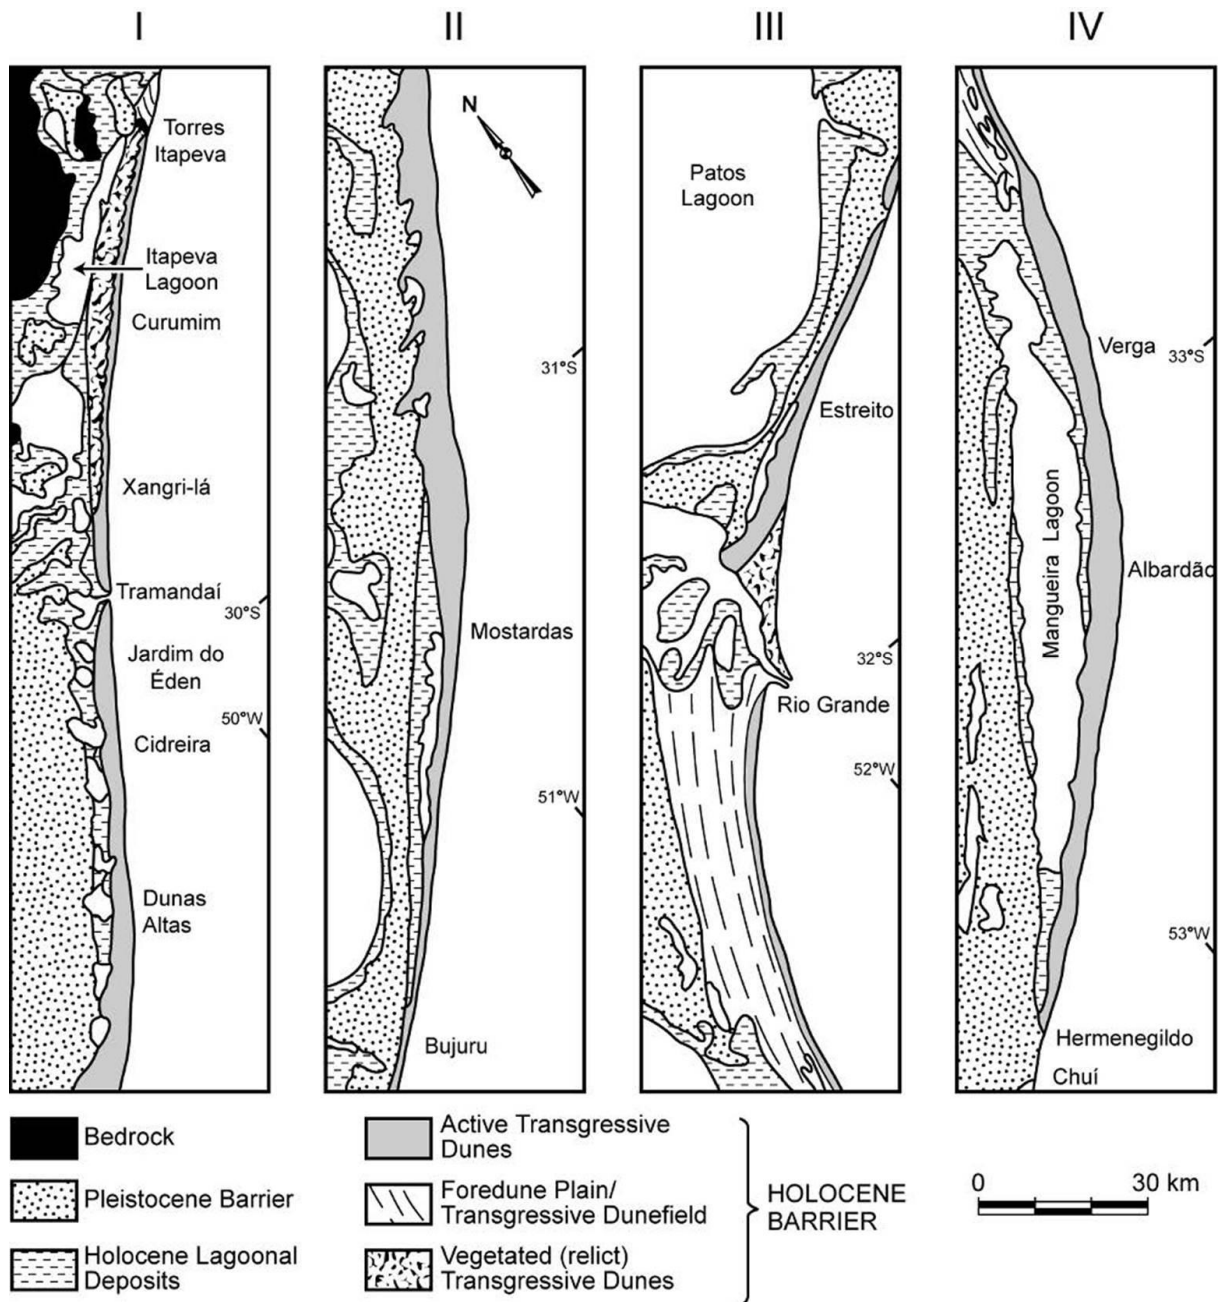 I
II
III
IV
Torres
Itapeva
Itapeva
Lagoon
Curumim
Xangri-lá
Tramandaí
30°S
Jardim do
Éden
50°W
Cidreira
Dunas
Altas
N
31°S
Mostardas
51°W
Bujuru
Patos
Lagoon
Estreito
32°S
Rio Grande
52°W
Verga
33°S
Mangueira Lagoon
Albardão
53°W
Hermenegildo
Chuí
Bedrock
Pleistocene Barrier
Holocene Lagoonal
Deposits
Active Transgressive
Dunes
Foredune Plain/
Transgressive Dunefield
Vegetated (relict)
Transgressive Dunes
HOLOCENE
BARRIER
0 30 km